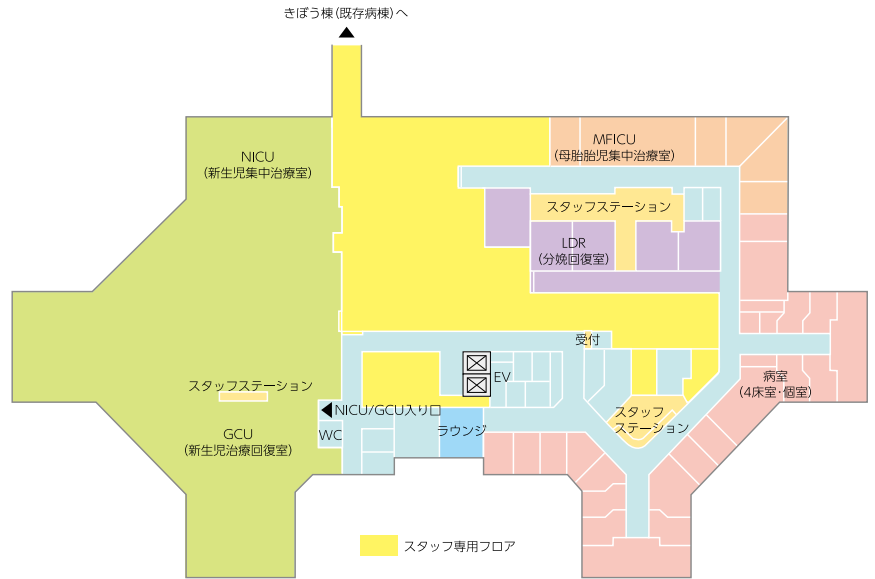 きぼう棟(既存病棟)へ
MFICU
(母胎胎児集中治療室)
NICU
(新生児集中治療室)
スタッフステーション
LDR
(分娩回復室)
受付
EV
病室
(4床室・個室)
スタッフステーション
NICU/GCU入り口
スタッフ
ステーション
WC
ラウンジ
GCU
(新生児治療回復室)
スタッフ専用フロア